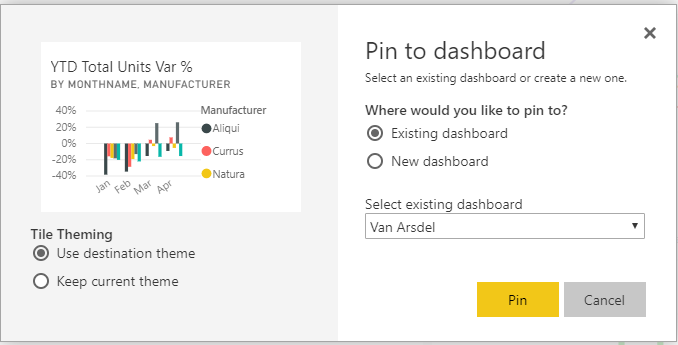 YTD Total Units Var %
BY MONTHNAME, MANUFACTURER
40%
20%
0%
-20%
-40%
Jan
Feb
Mar
Apr
Manufacturer
Aliqui
Currus
Natura
Tile Theming
Use destination theme
Keep current theme
Pin to dashboard
Select an existing dashboard or create a new one.
Where would you like to pin to?
Existing dashboard
New dashboard
Select existing dashboard
Van Arsdel
Pin
Cancel